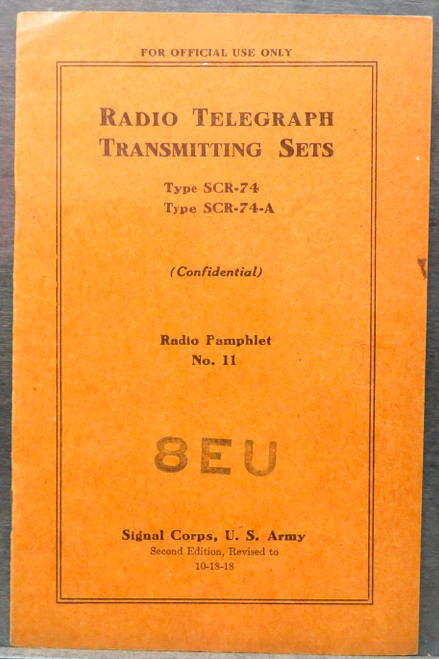 FOR OFFICIAL USE ONLY
RADIO TELEGRAPH
TRANSMITTING SETS
Type SCR-74
Type SCR-74-A
(Confidential)
Radio Pamphlet
No. 11
8EU
Signal Corps, U. S. Army
Second Edition, Revised to
10-18-18